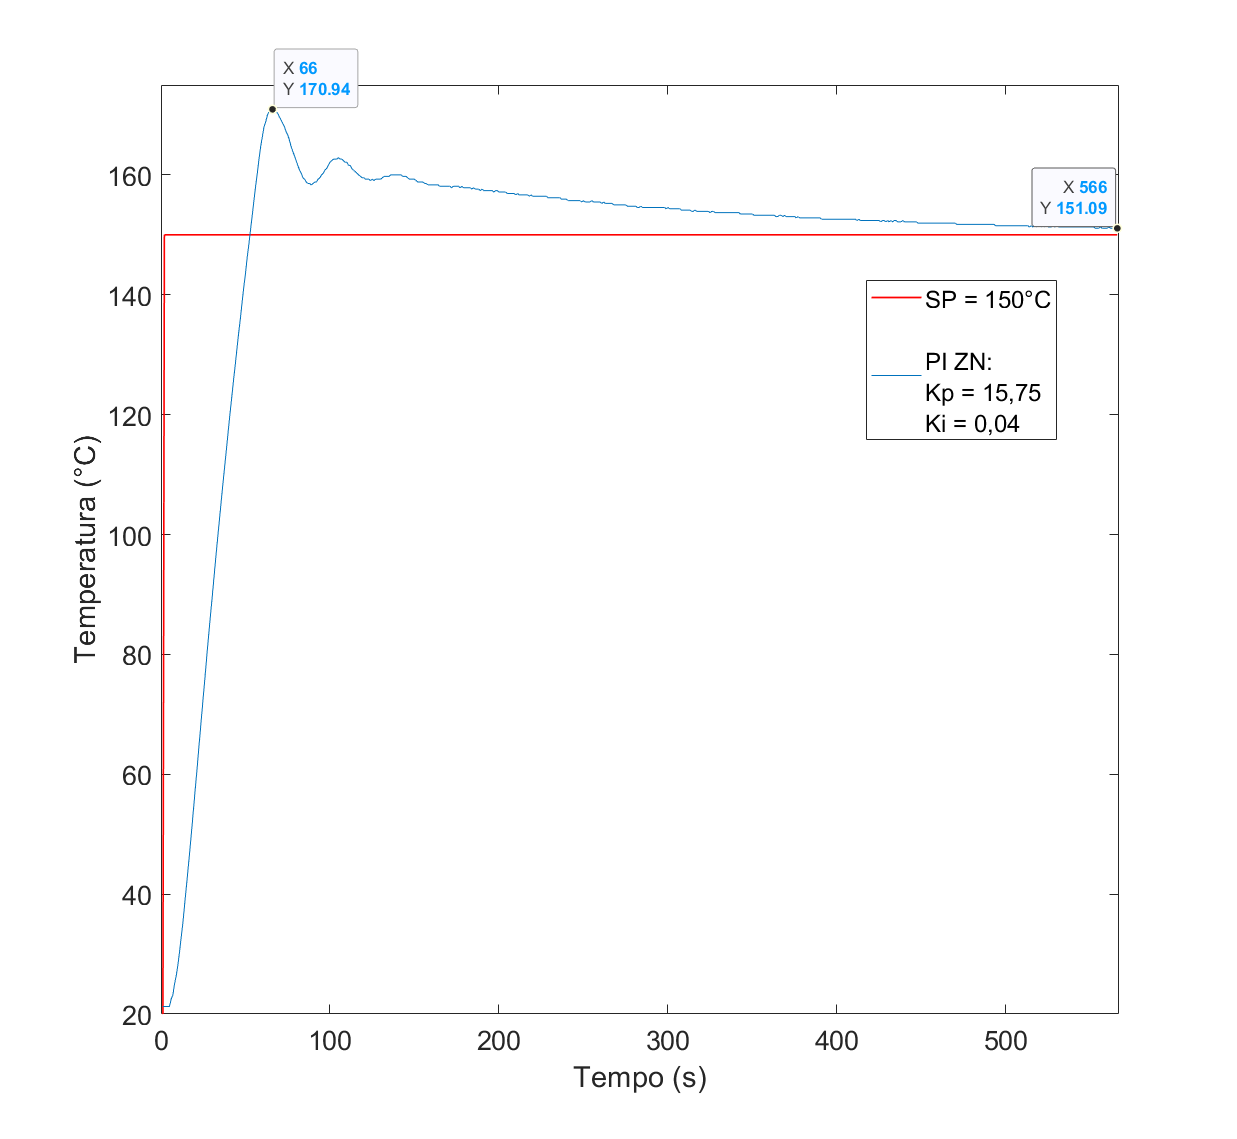 X 66
Y 170.94
X 566
Y 151.09
160
140
120
100
80
60
40
20
Temperatura (°C)
SP = 150°C
PI ZN:
Kp = 15,75
Ki = 0,04
0
100
200
300
400
500
Tempo (s)